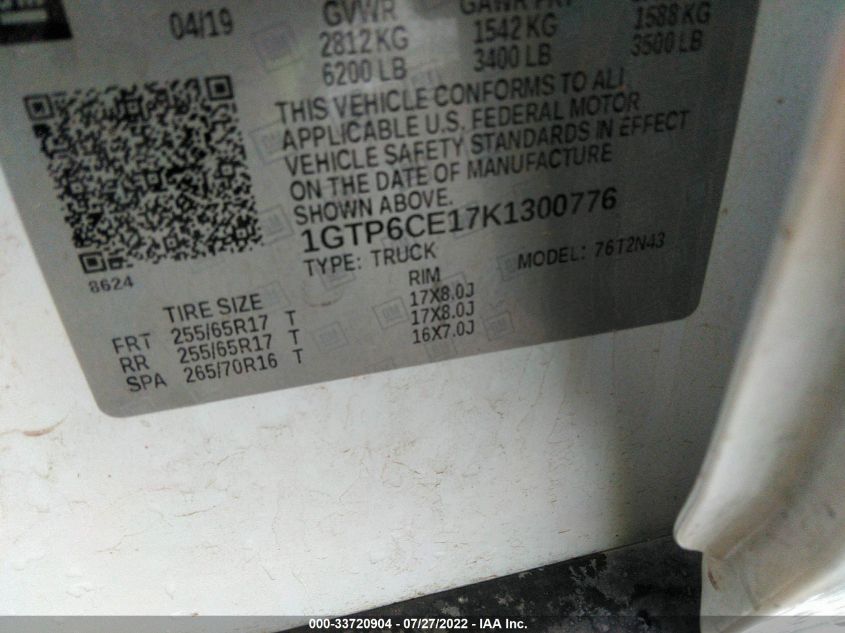 04/19 GVWR GAWR FRT
2812 KG 1542 KG 1588 KG
6200 LB 3400 LB 3500 LB
THIS VEHICLE CONFORMS TO ALL
APPLICABLE U.S. FEDERAL MOTOR
VEHICLE SAFETY STANDARDS IN EFFECT
ON THE DATE OF MANUFACTURE
SHOWN ABOVE.
1GTP6CE17K1300776
TYPE: TRUCK MODEL: 76T2N43
8624
TIRE SIZE RIM
FRT 255/65R17 T 17X8.0J
RR 255/65R17 T 17X8.0J
SPA 265/70R16 T 16X7.0J
000-33720904 / 07/27/2022 - © IAA Inc.